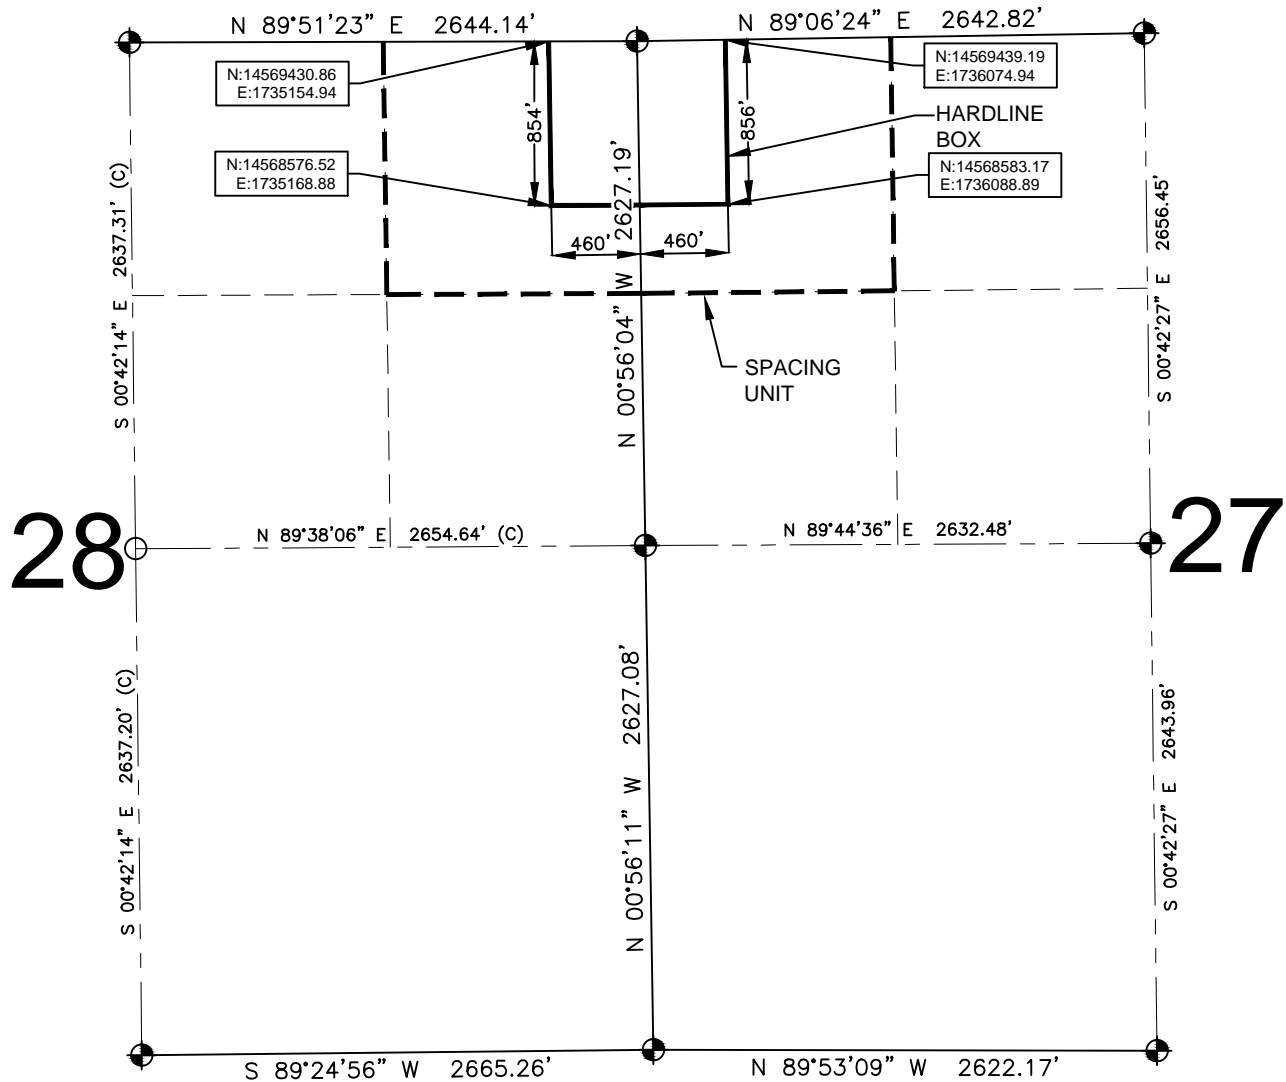 N 89°51'23" E 2644.14'
N 89°06'24" E 2642.82'
N:14569430.86
E:1735154.94
N:14569439.19
E:1736074.94
854'
856'
HARDLINE
BOX
N:14568576.52
E:1735168.88
N:14568583.17
E:1736088.89
460'
460'
S 00°42'14" E 2637.31' (C)
N 00°56'04" W 2627.19'
S 00°42'27" E 2656.45'
SPACING
UNIT
28
N 89°38'06" E 2654.64' (C)
N 89°44'36" E 2632.48'
27
S 00°42'14" E 2637.20' (C)
N 00°56'11" W 2627.08'
S 00°42'27" E 2643.96'
S 89°24'56" W 2665.26'
N 89°53'09" W 2622.17'